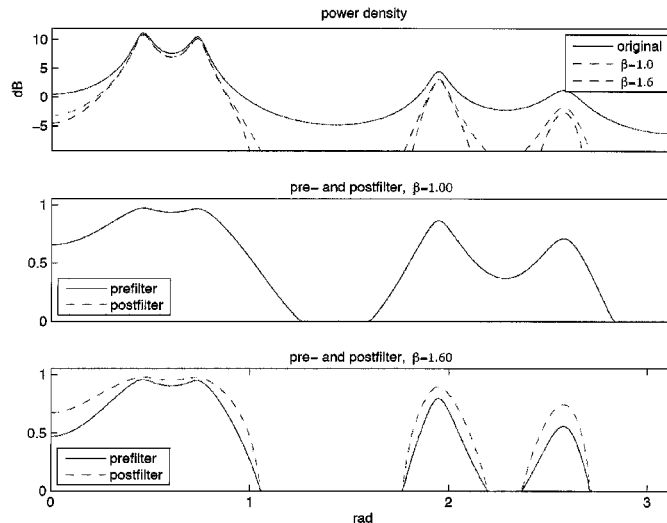 power density
10
5
0
−5
dB
original
β−1.0
β−1.6
pre− and postfilter, β−1.00
1
0.5
0
prefilter
postfilter
pre− and postfilter, β−1.60
1
0.5
0
prefilter
postfilter
0 1 2 3
rad